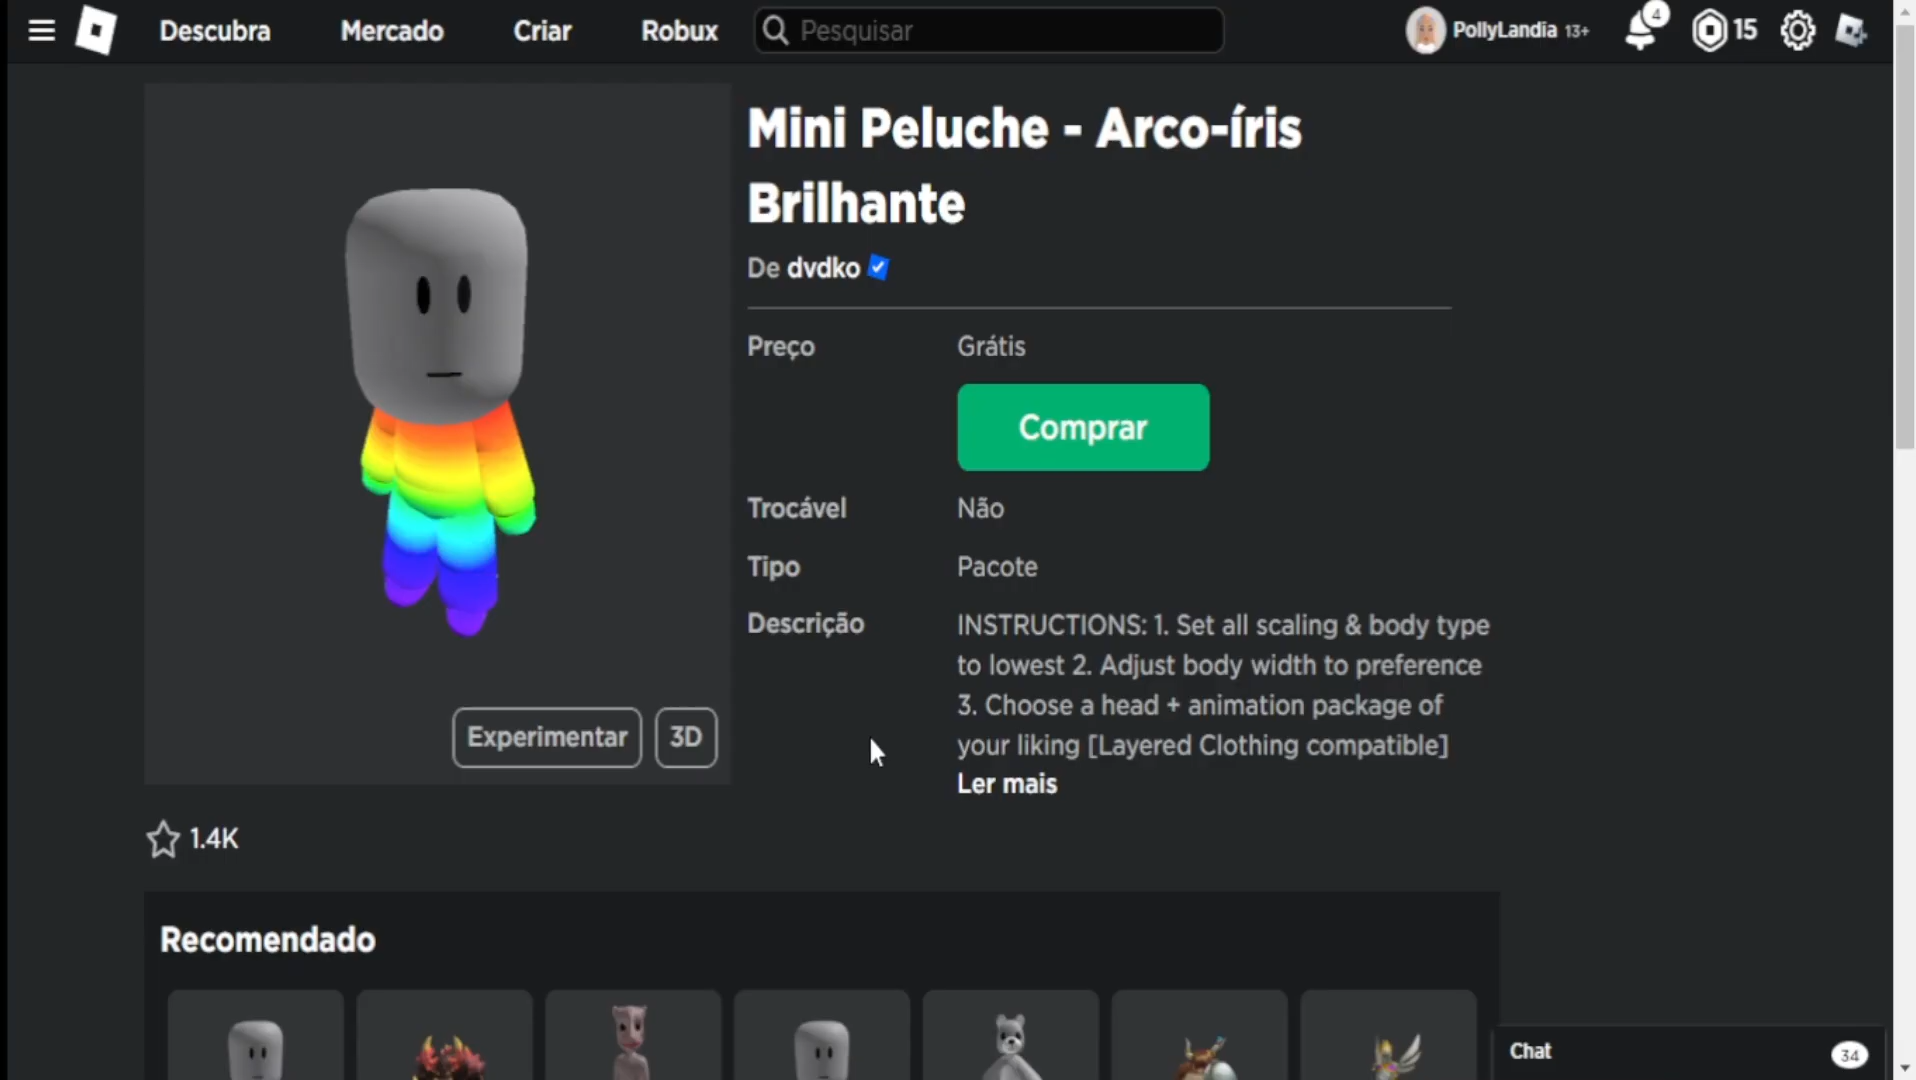 Descubra Mercado Criar Robux Pesquisar PollyLandia 13+ 4 15
Mini Peluche - Arco-íris
Brilhante
De dvdko
Preço Grátis
Comprar
Trocável Não
Tipo Pacote
Descrição INSTRUCTIONS: 1. Set all scaling & body type
to lowest 2. Adjust body width to preference
3. Choose a head + animation package of
your liking [Layered Clothing compatible]
Ler mais
Experimentar 3D
1.4K
Recomendado
Chat 34